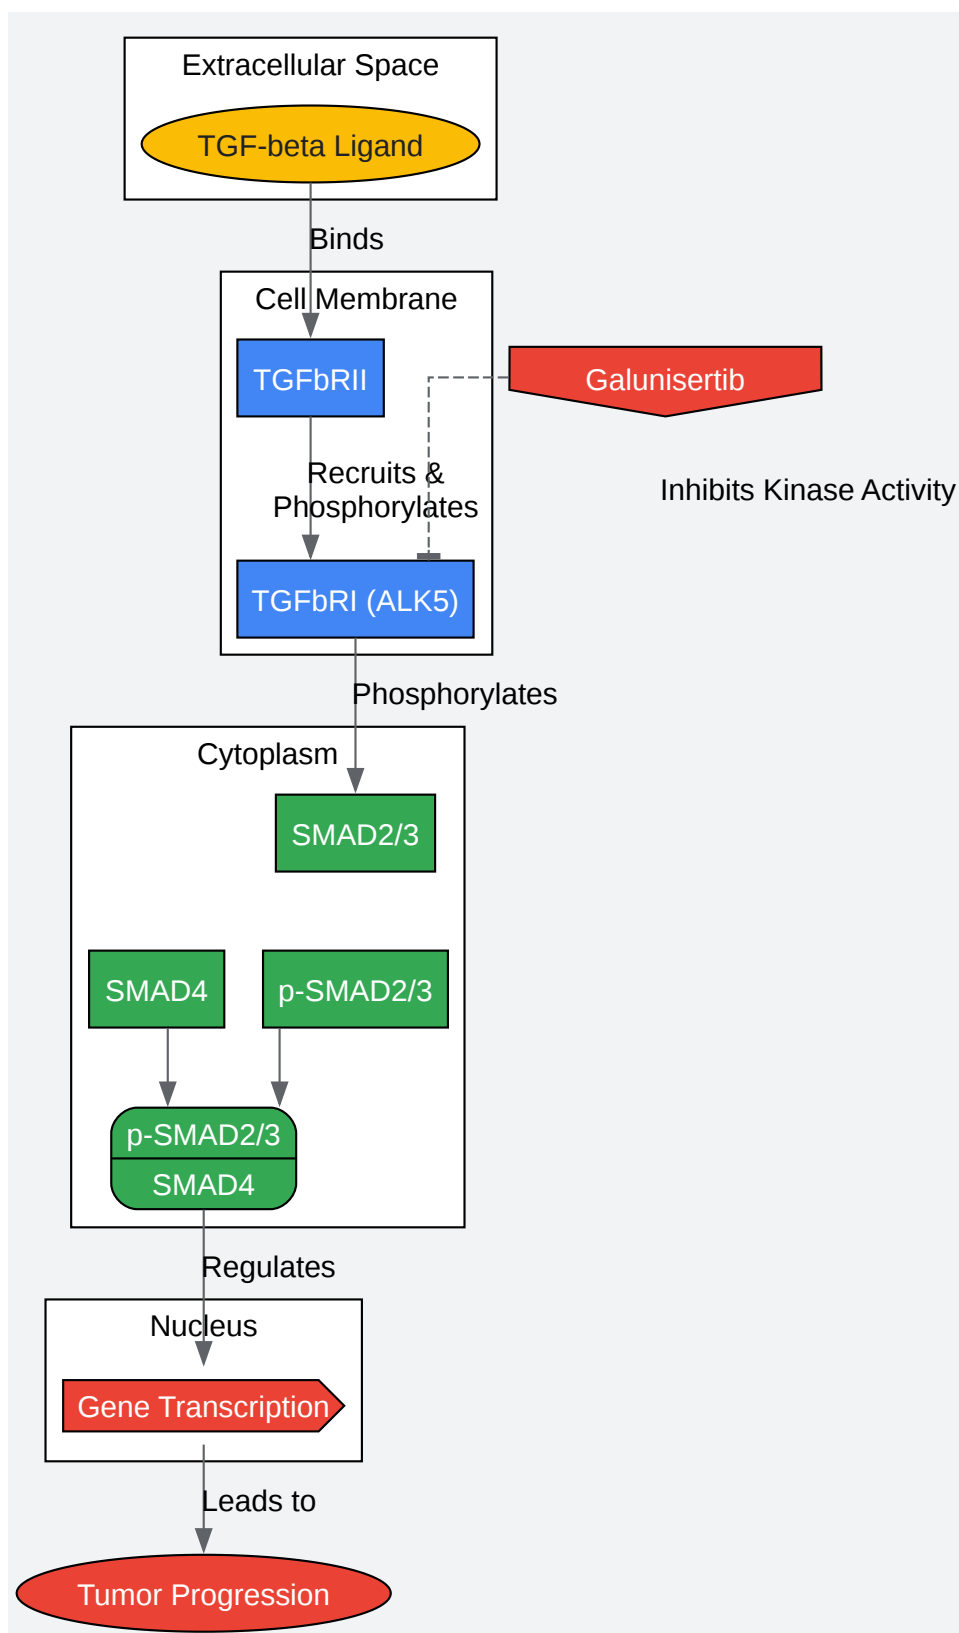 Extracellular Space
TGF-beta Ligand
Binds
Cell Membrane
TGFbRII
Galunisertib
Recruits &
Phosphorylates
Inhibits Kinase Activity
TGFbRI (ALK5)
Phosphorylates
Cytoplasm
SMAD2/3
SMAD4
p-SMAD2/3
p-SMAD2/3
SMAD4
Regulates
Nucleus
Gene Transcription
Leads to
Tumor Progression